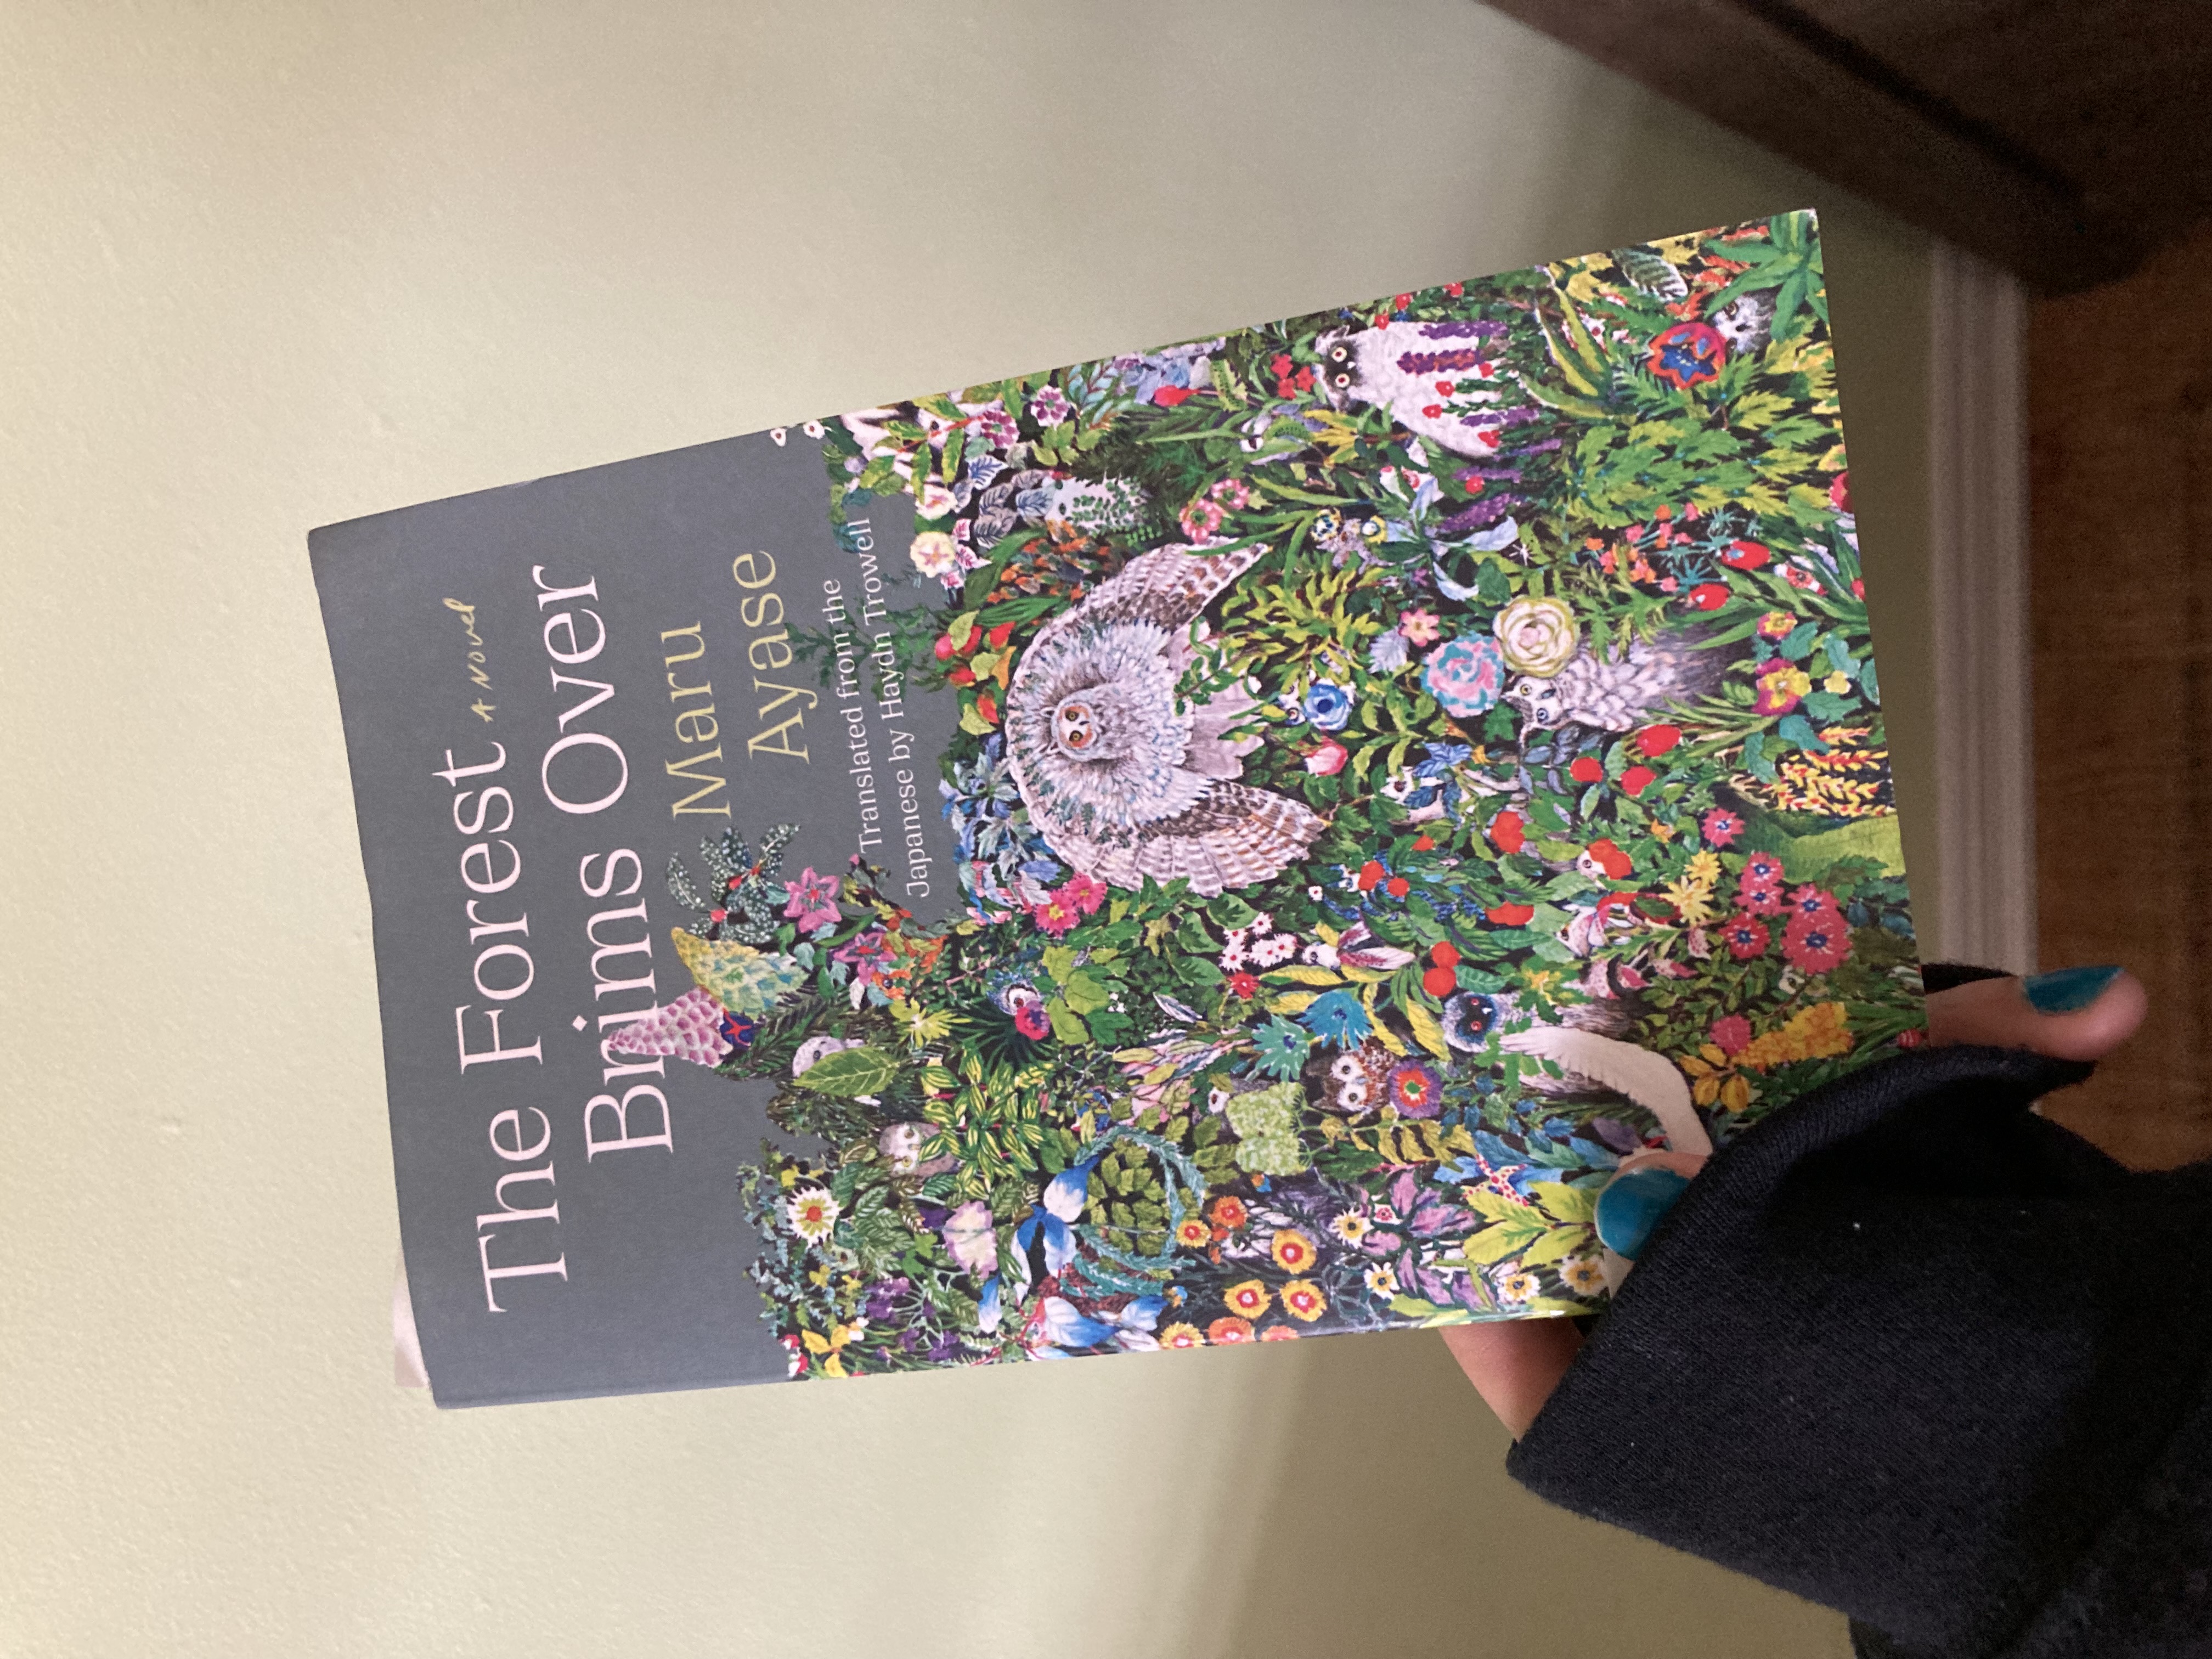 The Forest A Novel
Brims Over
Maru
Ayase
Translated from the
Japanese by Haydn Trowell